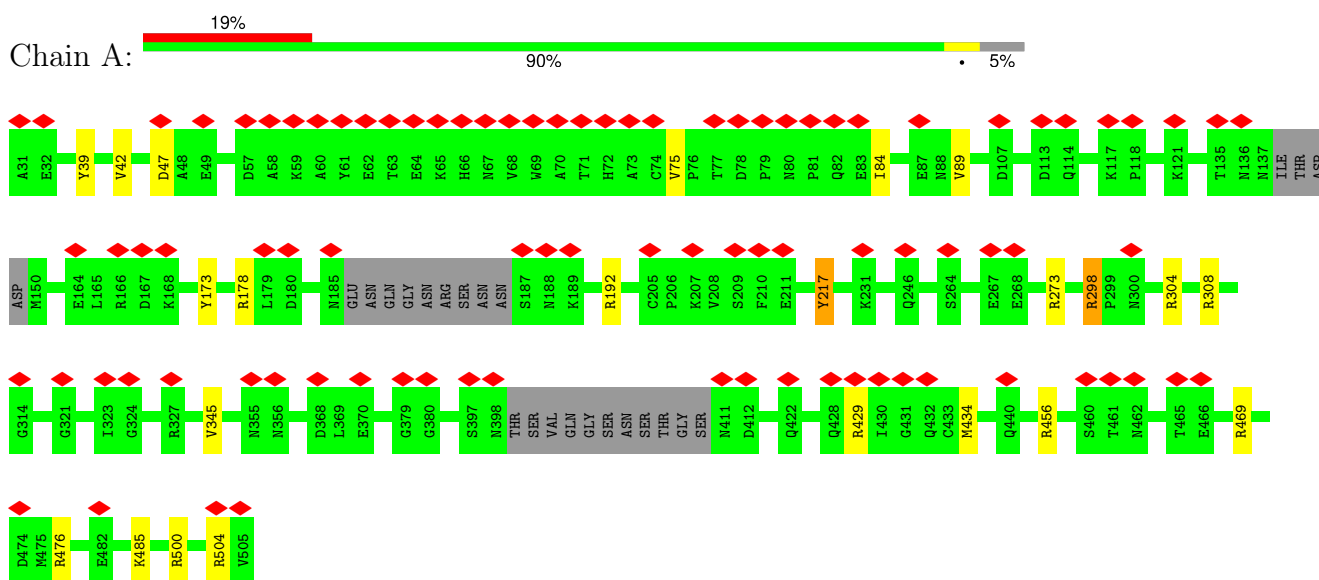 19%
Chain A:
90% • 5%
A31 E32 Y39 V42 D47 A48 E49 D57 A58 K59 A60 Y61 E62 T63 E64 K65 H66 N67 V68 W69 A70 T71 H72 A73 C74 V75 P76 T77 D78 P79 N80 P81 Q82 E83 I84 E87 N88 V89 D107 D113 Q114 K117 P118 K121 T135 N136 N137 ILE THR ASP
ASP M150 E164 L165 R166 D167 K168 Y173 R178 L179 D180 N185 GLU ASN GLN GLY ASN ARG SER ASN ASN S187 N188 K189 R192 C205 P206 K207 V208 S209 F210 E211 Y217 K231 Q246 S264 E267 E268 R273 R298 P299 N300 R304 R308
G314 G321 I323 G324 R327 V345 N355 N356 D368 L369 E370 G379 G380 S397 N398 THR SER VAL GLN GLY SER ASN SER THR GLY SER N411 D412 Q422 Q428 R429 I430 G431 Q432 C433 M434 Q440 R456 S460 T461 N462 T465 E466 R469
D474 M475 R476 E482 K485 R500 R504 V505